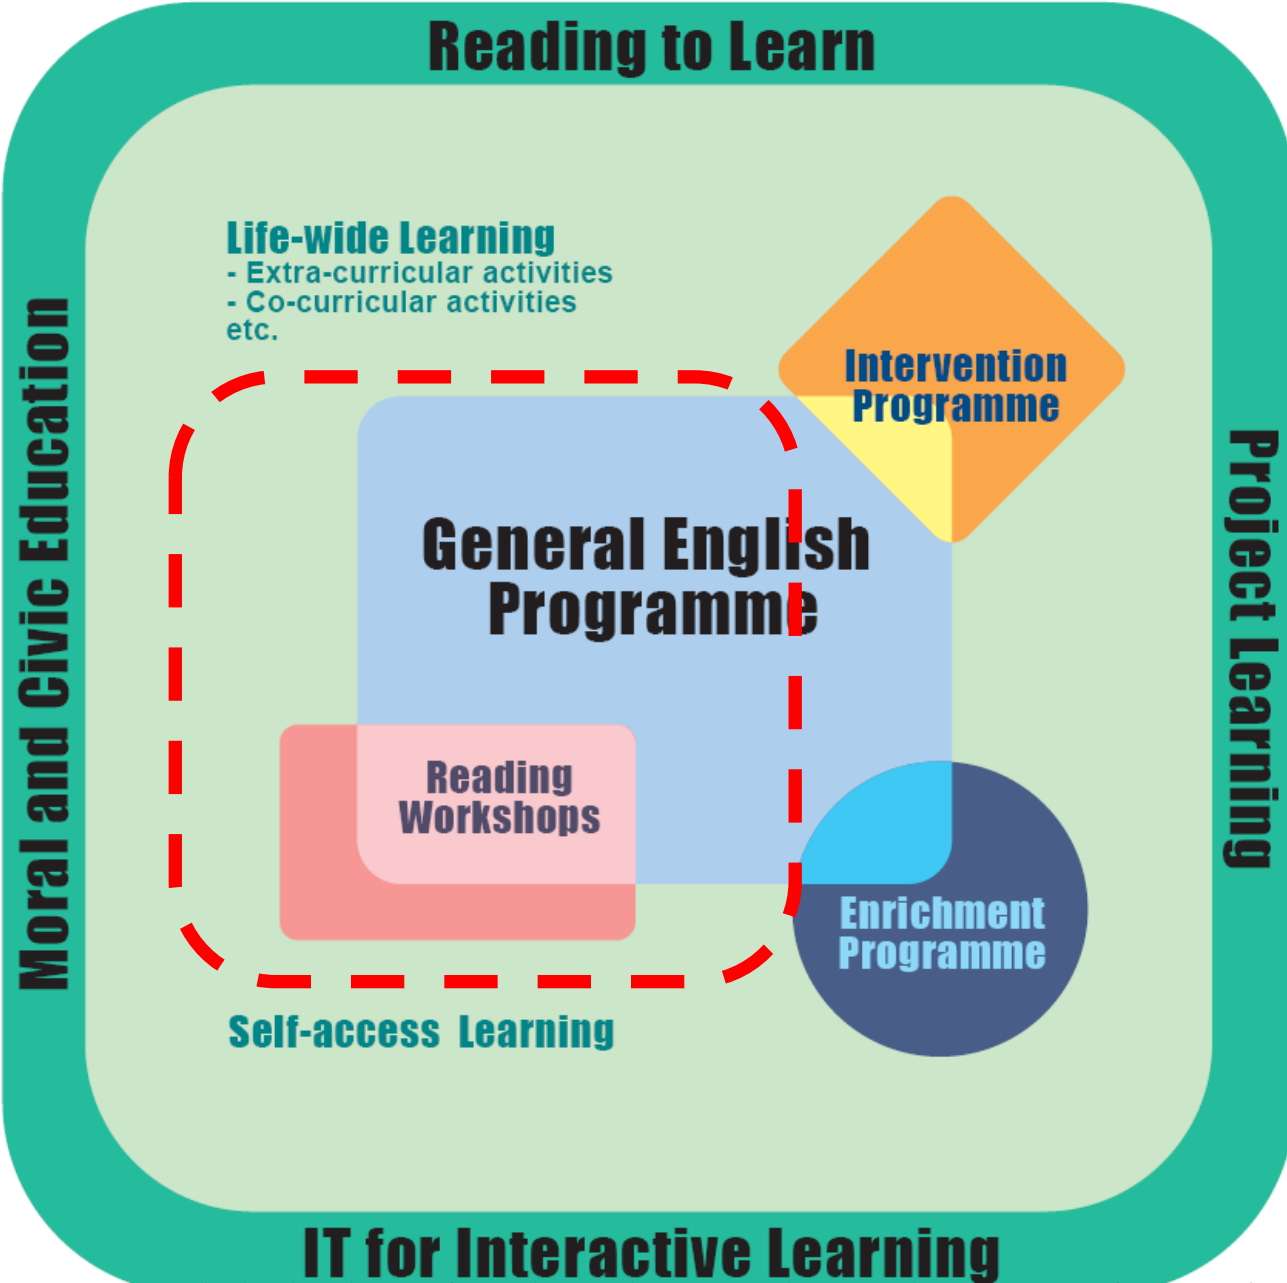 Reading to Learn
Life-wide Learning
- Extra-curricular activities
- Co-curricular activities
etc.
Intervention
Programme
Moral and Civic Education
Project Learning
General English
Programme
Reading
Workshops
Enrichment
Programme
Self-access Learning
IT for Interactive Learning